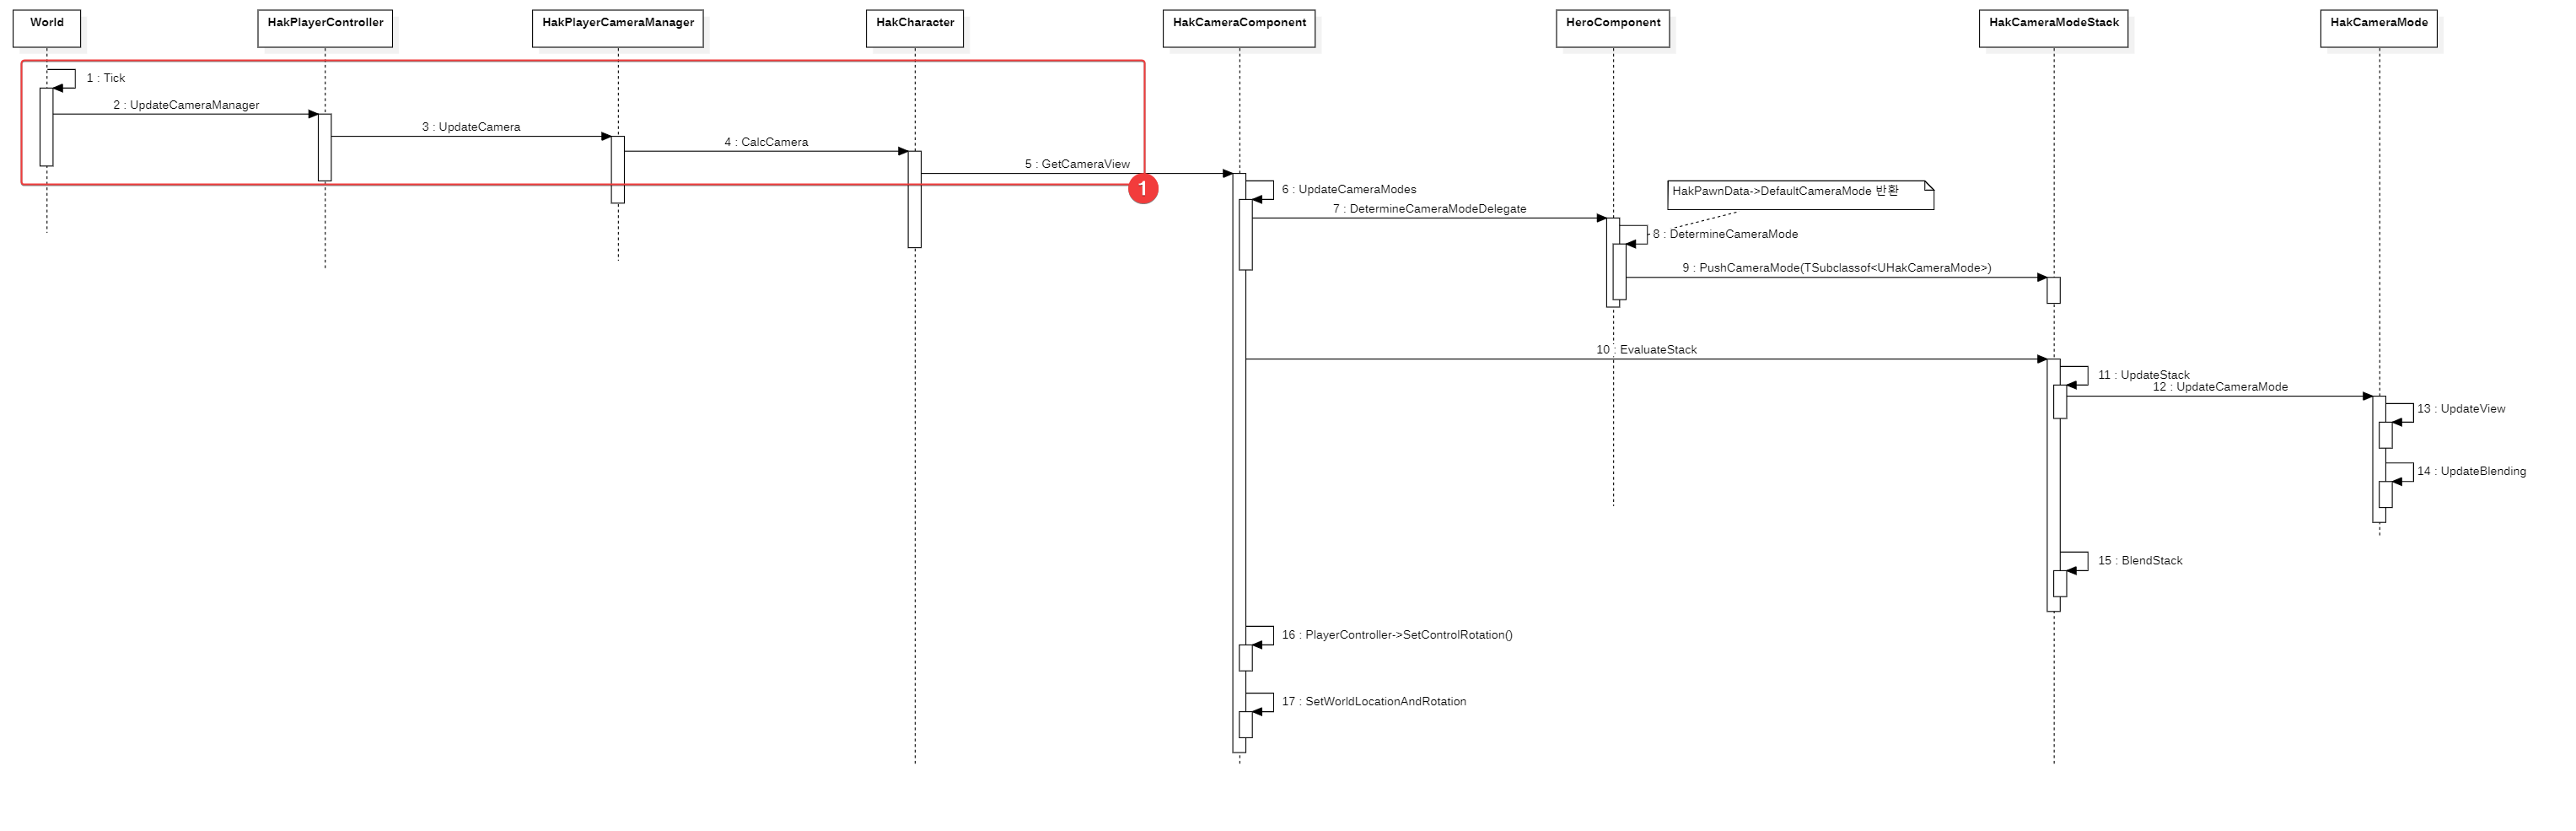 World
HakPlayerController
HakPlayerCameraManager
HakCharacter
HakCameraComponent
HeroComponent
HakCameraModeStack
HakCameraMode
1 : Tick
2 : UpdateCameraManager
3 : UpdateCamera
4 : CalcCamera
5 : GetCameraView
1
6 : UpdateCameraModes
7 : DetermineCameraModeDelegate
HakPawnData->DefaultCameraMode 반환
8 : DetermineCameraMode
9 : PushCameraMode(TSubclassof<UHakCameraMode>)
10 : EvaluateStack
11 : UpdateStack
12 : UpdateCameraMode
13 : UpdateView
14 : UpdateBlending
15 : BlendStack
16 : PlayerController->SetControlRotation()
17 : SetWorldLocationAndRotation